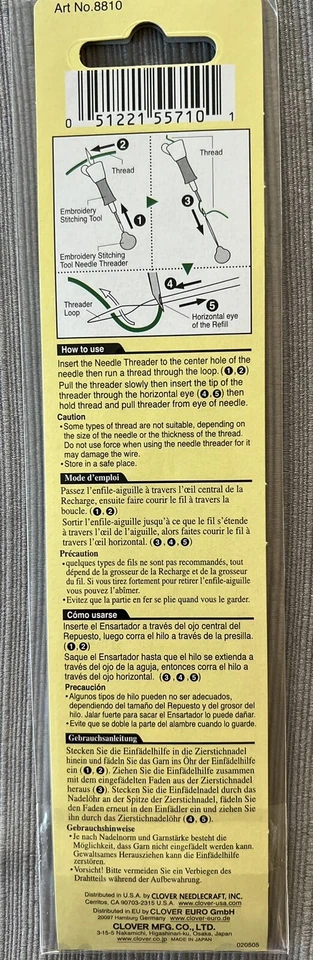 Art No.8810
0 51221 55710 1
❷
Thread
❶
Embroidery
Stitching Tool
Embroidery Stitching
Tool Needle Threader
Thread
❸
❹
❺
Threader
Loop
Horizontal eye
of the Refill
How to use
Insert the Needle Threader to the center hole of the
needle then run a thread through the loop. (❶,❷)
Pull the threader slowly then insert the tip of the
threader through the horizontal eye (❹,❺) then
hold thread and pull threader from eye of needle.
Caution
•Some types of thread are not suitable, depending on
the size of the needle or the thickness of the thread.
Do not use force when using the needle threader for it
may damage the wire.
•Store in a safe place.
Mode d'emploi
Passez l'enfile-aiguille à travers l'œil central de la
Recharge, ensuite faire courir le fil à travers la
boucle. (❶,❷)
Sortir l'enfile-aiguille jusqu'à ce que le fil s'étende
à travers l'œil de l'aiguille, alors faites courir le fil à
travers l'œil horizontal. (❸,❹,❺)
Précaution
•quelques types de fils ne sont pas recommandés, tout
dépend de la grosseur de la Recharge et de la grosseur
du fil. Si vous tirez fortement pour retirer l'enfile-aiguille
vous pouvez l'abîmer.
•Evitez que la partie en fer se plie quand vous le garder.
Cómo usarse
Inserte el Ensartador a través del ojo central del
Repuesto, luego corra el hilo a través de la presilla.
(❶,❷)
Saque el Ensartador hasta que el hilo se extienda a
través del ojo de la aguja, entonces corra el hilo a
través del ojo horizontal. (❸,❹,❺)
Precaución
•Algunos tipos de hilo pueden no ser adecuados,
dependiendo del tamaño del Repuesto y del grosor del
hilo. Jalar fuerte para sacar el Ensartador lo puede dañar.
•Evite que se doble la parte del alambre cuando lo guarde.
Gebrauchsanleitung
Stecken Sie die Einfädelhilfe in die Zierstichnadel
hinein und fädeln Sie das Garn ins Öhr der Einfädelhilfe
ein (❶,❷). Ziehen Sie die Einfädelhilfe zusammen
mit dem eingefädelten Faden aus der Zierstichnadel
heraus (❸). Stecken Sie die Einfädelnadel durch das
Nadelöhr an der Spitze der Zierstichnadel, fädeln Sie
den Faden erneut in den Einfädler ein und ziehen Sie
ihn durch das Zierstichnadelöhr (❹,❺).
Gebrauchshinweise
•Je nach Nadelnorm und Garnstärke besteht die
Möglichkeit, dass Garn nicht eingefädelt werden kann.
Gewaltsames Herausziehen kann die Einfädelhilfe
zerstören.
•Vorsicht! Bitte vermeiden Sie ein Verbiegen des
Drahtteils während der Aufbewahrung.
Distributed in U.S.A. by CLOVER NEEDLECRAFT, INC.
Cerritos, CA 90703-2315 U.S.A. www.clover-usa.com
Distributed in EU by CLOVER EURO GmbH
20097 Hamburg Germany www.clover-euro.de
CLOVER MFG. CO., LTD.
3-15-5 Nakamichi, Higashinari-ku, Osaka, Japan
www.clover.co.jp MADE IN JAPAN
020505